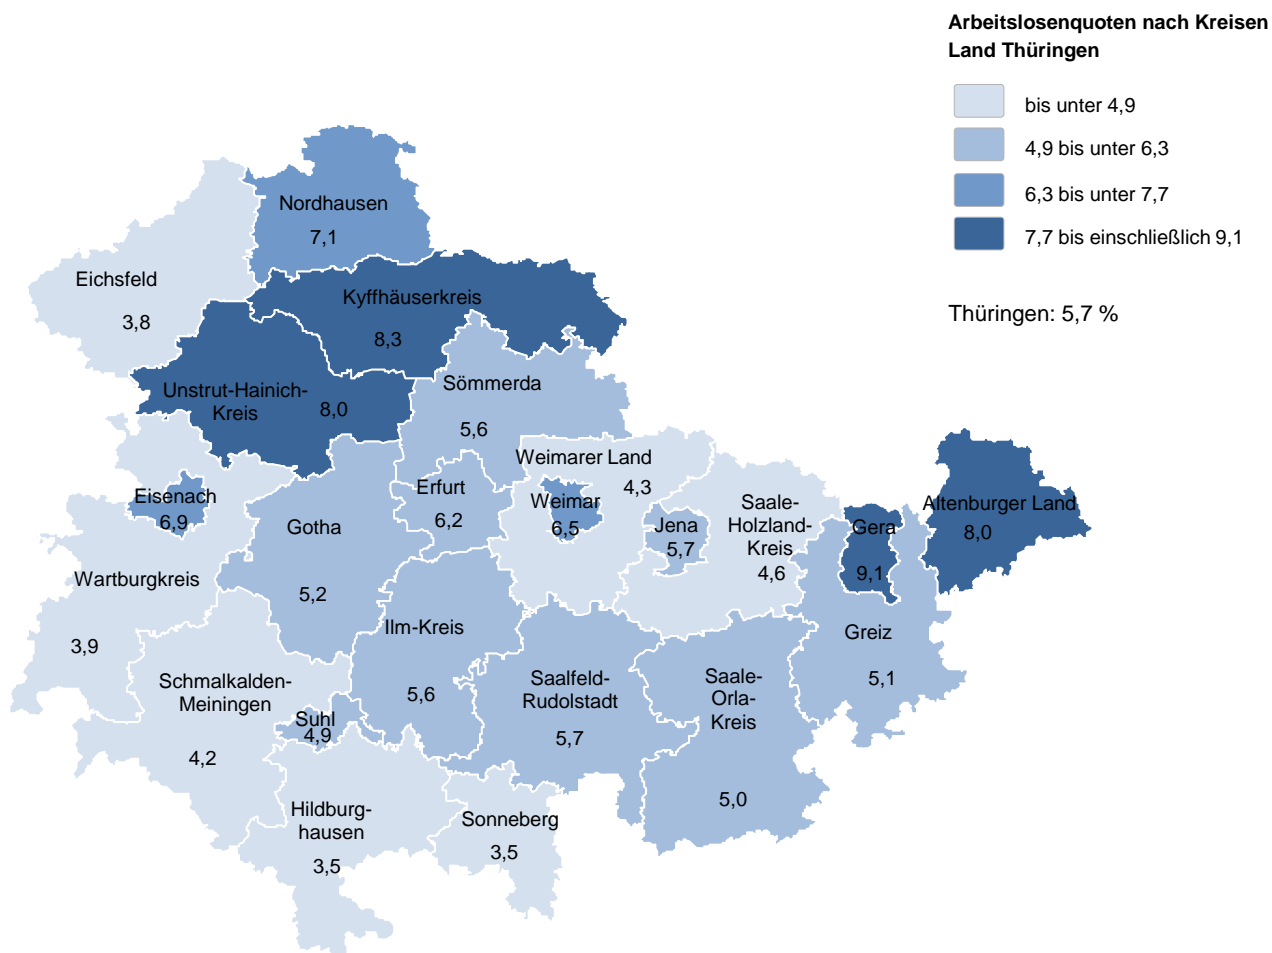 Arbeitslosenquoten nach Kreisen
Land Thüringen
bis unter 4,9
4,9 bis unter 6,3
6,3 bis unter 7,7
7,7 bis einschließlich 9,1
Thüringen: 5,7 %
Nordhausen
7,1
Eichsfeld
3,8
Kyffhäuserkreis
8,3
Unstrut-Hainich-
Kreis
8,0
Sömmerda
5,6
Weimarer Land
4,3
Eisenach
6,9
Gotha
5,2
Erfurt
6,2
Weimar
6,5
Jena
5,7
Saale-
Holzland-
Kreis
4,6
Gera
9,1
Altenburger Land
8,0
Wartburgkreis
3,9
Ilm-Kreis
5,6
Greiz
5,1
Schmalkalden-
Meiningen
4,2
Suhl
4,9
Saalfeld-
Rudolstadt
5,7
Saale-
Orla-
Kreis
5,0
Hildburg-
hausen
3,5
Sonneberg
3,5